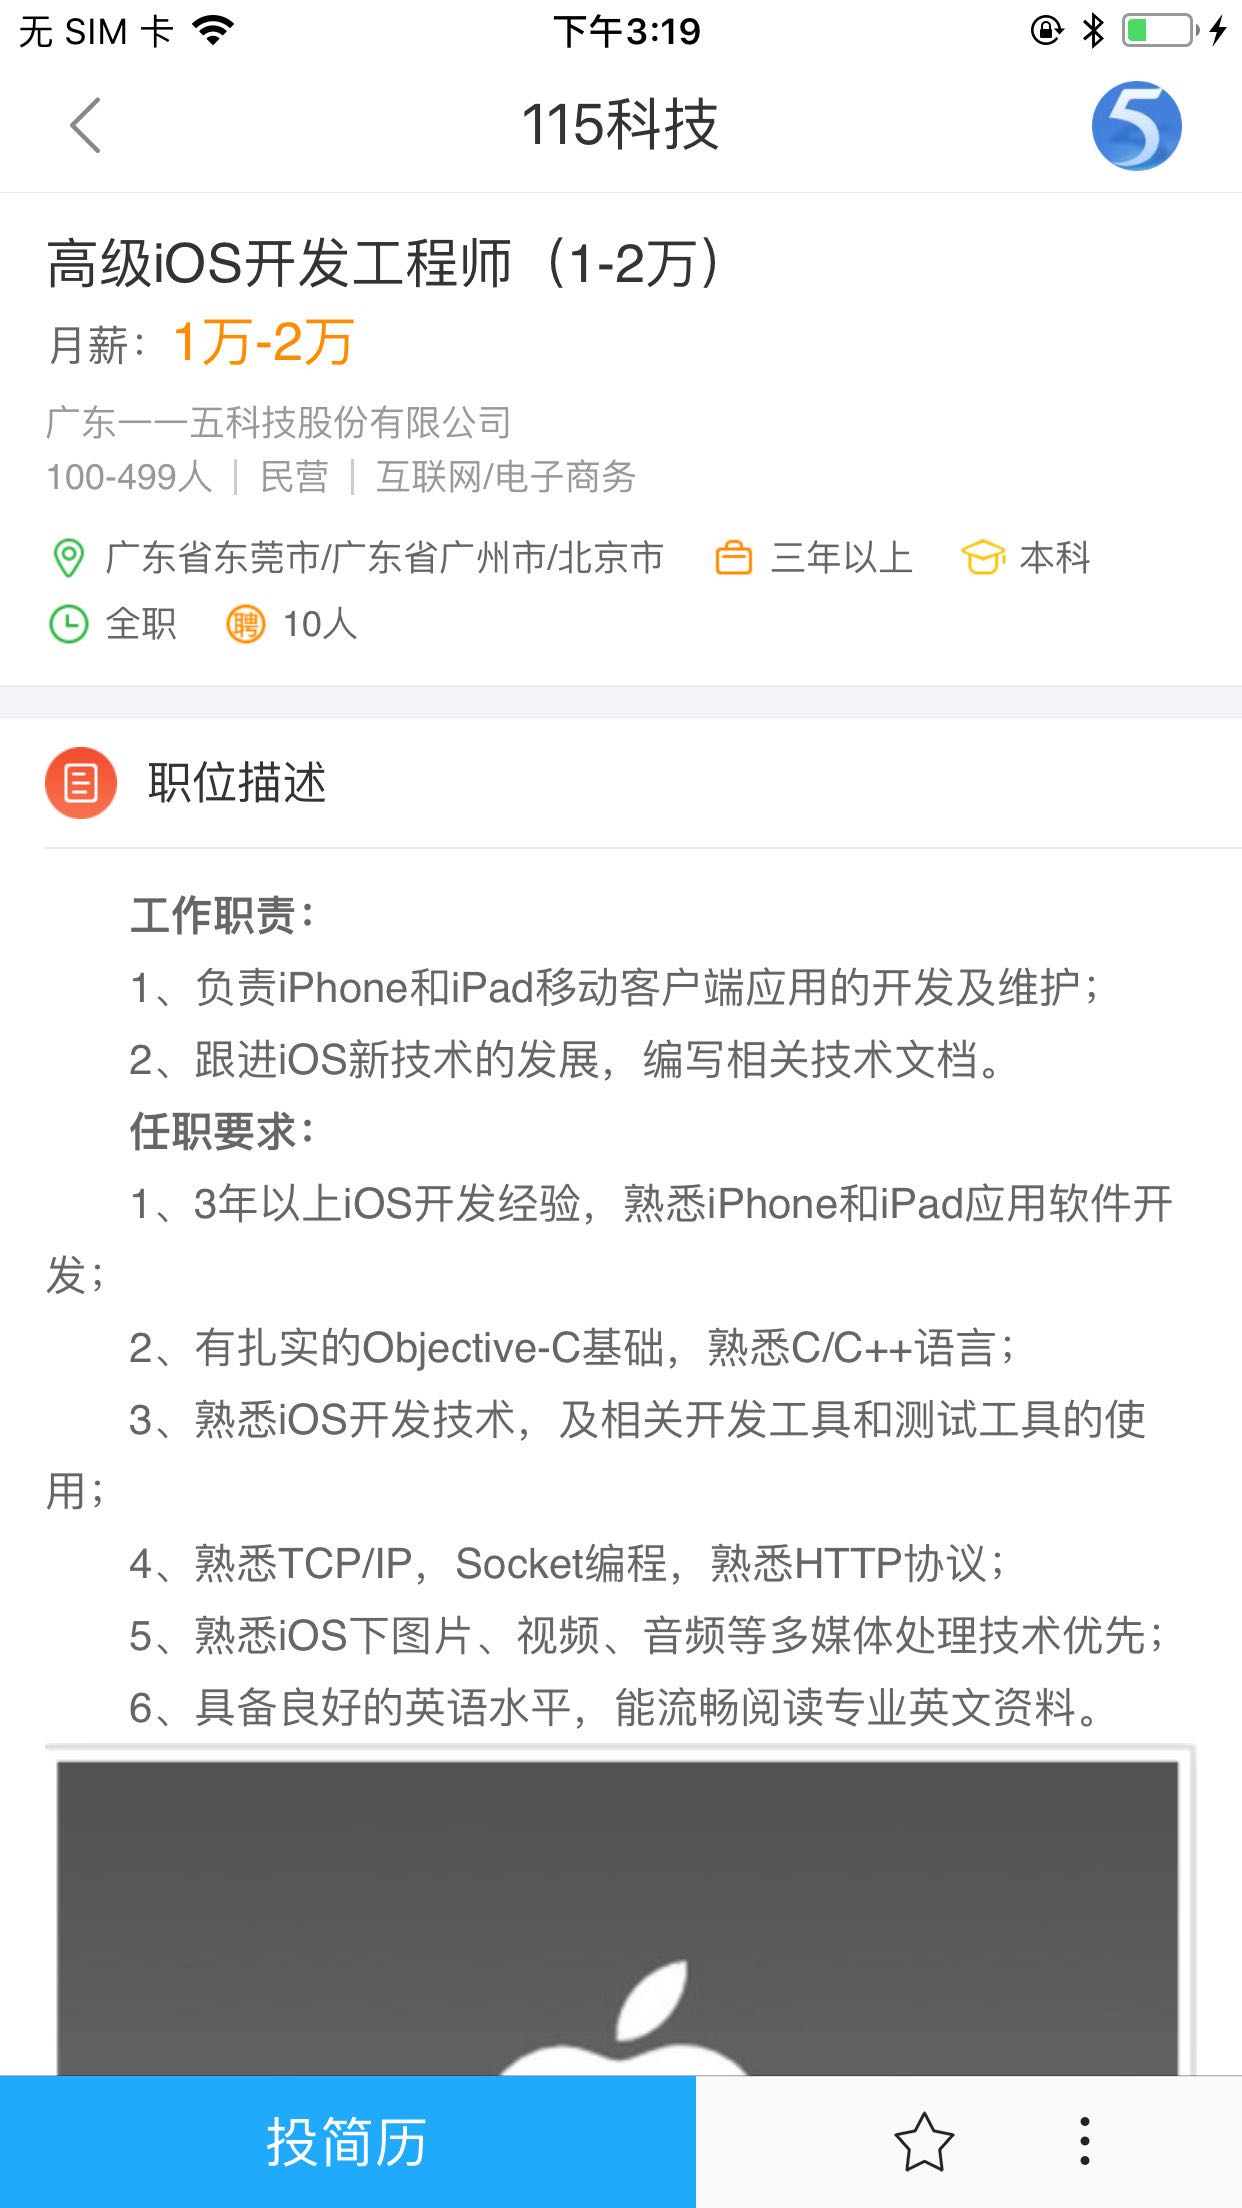 无 SIM 卡
下午3:19
115科技
5
高级iOS开发工程师（1-2万）
月薪：1万-2万
广东一一五科技股份有限公司
100-499人 | 民营 | 互联网/电子商务
广东省东莞市/广东省广州市/北京市 三年以上 本科
全职 聘 10人
职位描述
工作职责：
1、负责iPhone和iPad移动客户端应用的开发及维护；
2、跟进iOS新技术的发展，编写相关技术文档。
任职要求：
1、3年以上iOS开发经验，熟悉iPhone和iPad应用软件开
发；
2、有扎实的Objective-C基础，熟悉C/C++语言；
3、熟悉iOS开发技术，及相关开发工具和测试工具的使
用；
4、熟悉TCP/IP，Socket编程，熟悉HTTP协议；
5、熟悉iOS下图片、视频、音频等多媒体处理技术优先；
6、具备良好的英语水平，能流畅阅读专业英文资料。
投简历